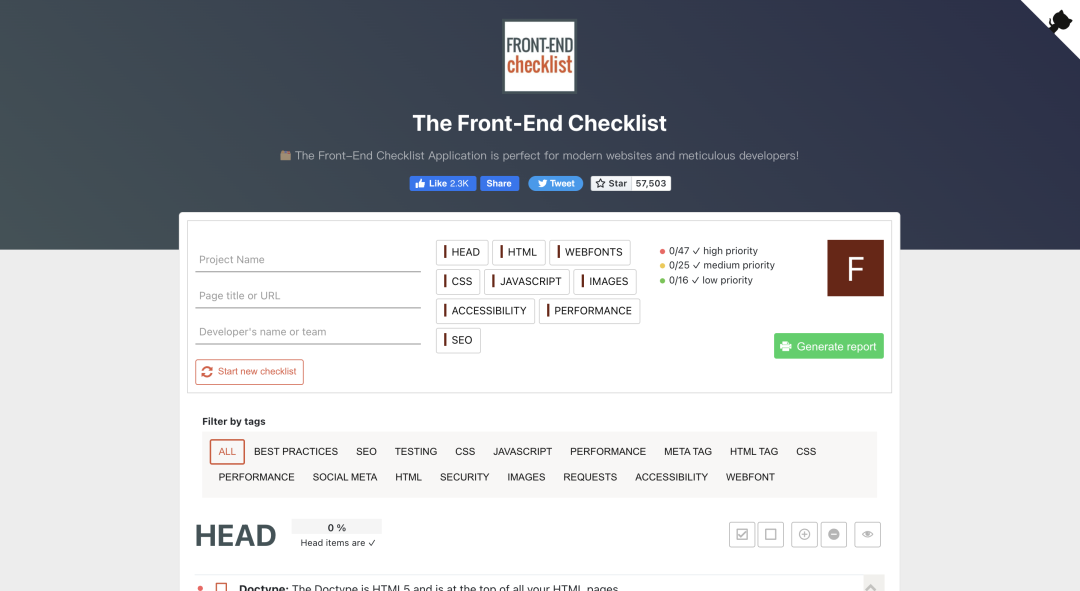 FRONT-END
checklist
The Front-End Checklist
The Front–End Checklist Application is perfect for modern websites and meticulous developers!
Like 2.3K Share Tweet Star 57,503
Project Name
Page title or URL
Developer's name or team
Start new checklist
HEAD HTML WEBFONTS
CSS JAVASCRIPT IMAGES
ACCESSIBILITY PERFORMANCE
SEO
0/47 ✓ high priority
0/25 ✓ medium priority
0/16 ✓ low priority
F
Generate report
Filter by tags
ALL BEST PRACTICES SEO TESTING CSS JAVASCRIPT PERFORMANCE META TAG HTML TAG CSS
PERFORMANCE SOCIAL META HTML SECURITY IMAGES REQUESTS ACCESSIBILITY WEBFONT
HEAD
0 %
Head items are ✓
Doctype: The Doctype is HTML5 and is at the top of all your HTML pages.